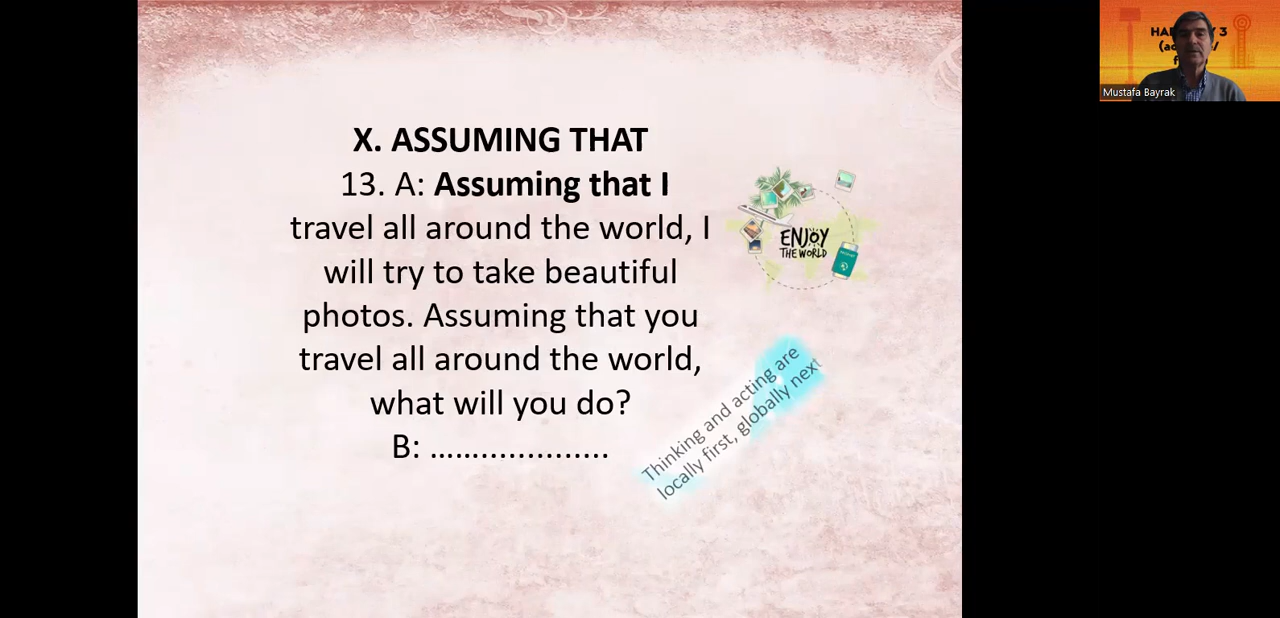 X. ASSUMING THAT
13. A: Assuming that I
travel all around the world, I
will try to take beautiful
photos. Assuming that you
travel all around the world,
what will you do?
B: .......................
ENJOY
THE WORLD
Thinking and acting are
locally first, globally next
3
Mustafa Bayrak